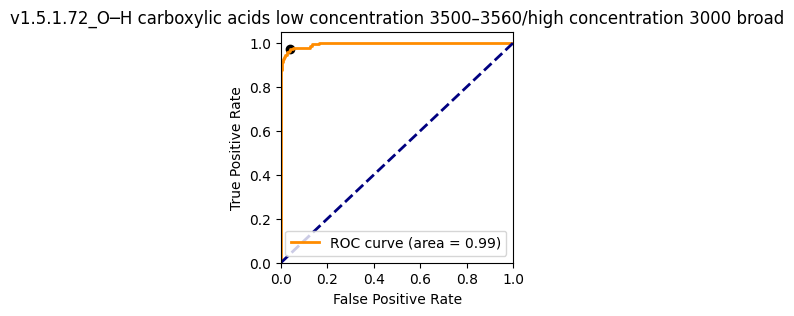 v1.5.1.72_O─H carboxylic acids low concentration 3500–3560/high concentration 3000 broad
1.0
0.8
0.6
0.4
0.2
0.0
True Positive Rate
ROC curve (area = 0.99)
0.0 0.2 0.4 0.6 0.8 1.0
False Positive Rate